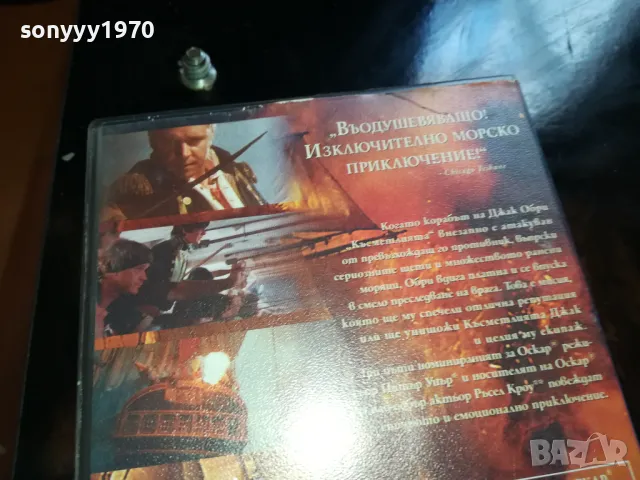 sonyyy1970
„Въодушевяващо!
Изключително морско
приключение!“
Когато корабът на Джак Обри
„Късметлията“ внезапно е атакуван
от превъзхождащ го противник, въпреки
сериозните щети и множеството ранени
моряци, Обри вдига платна и се впуска
в смело преследване на врага. Това е мисия,
която ще му спечели отлична репутация
или ще унищожи Късметлията Джак
и целия му екипаж.
Три пъти номинираният за Оскар® режи-
Питър Уиър и носителят на Оскар®
актьор Ръсел Кроу повеждат
и емоционално приключение.
BAZAR